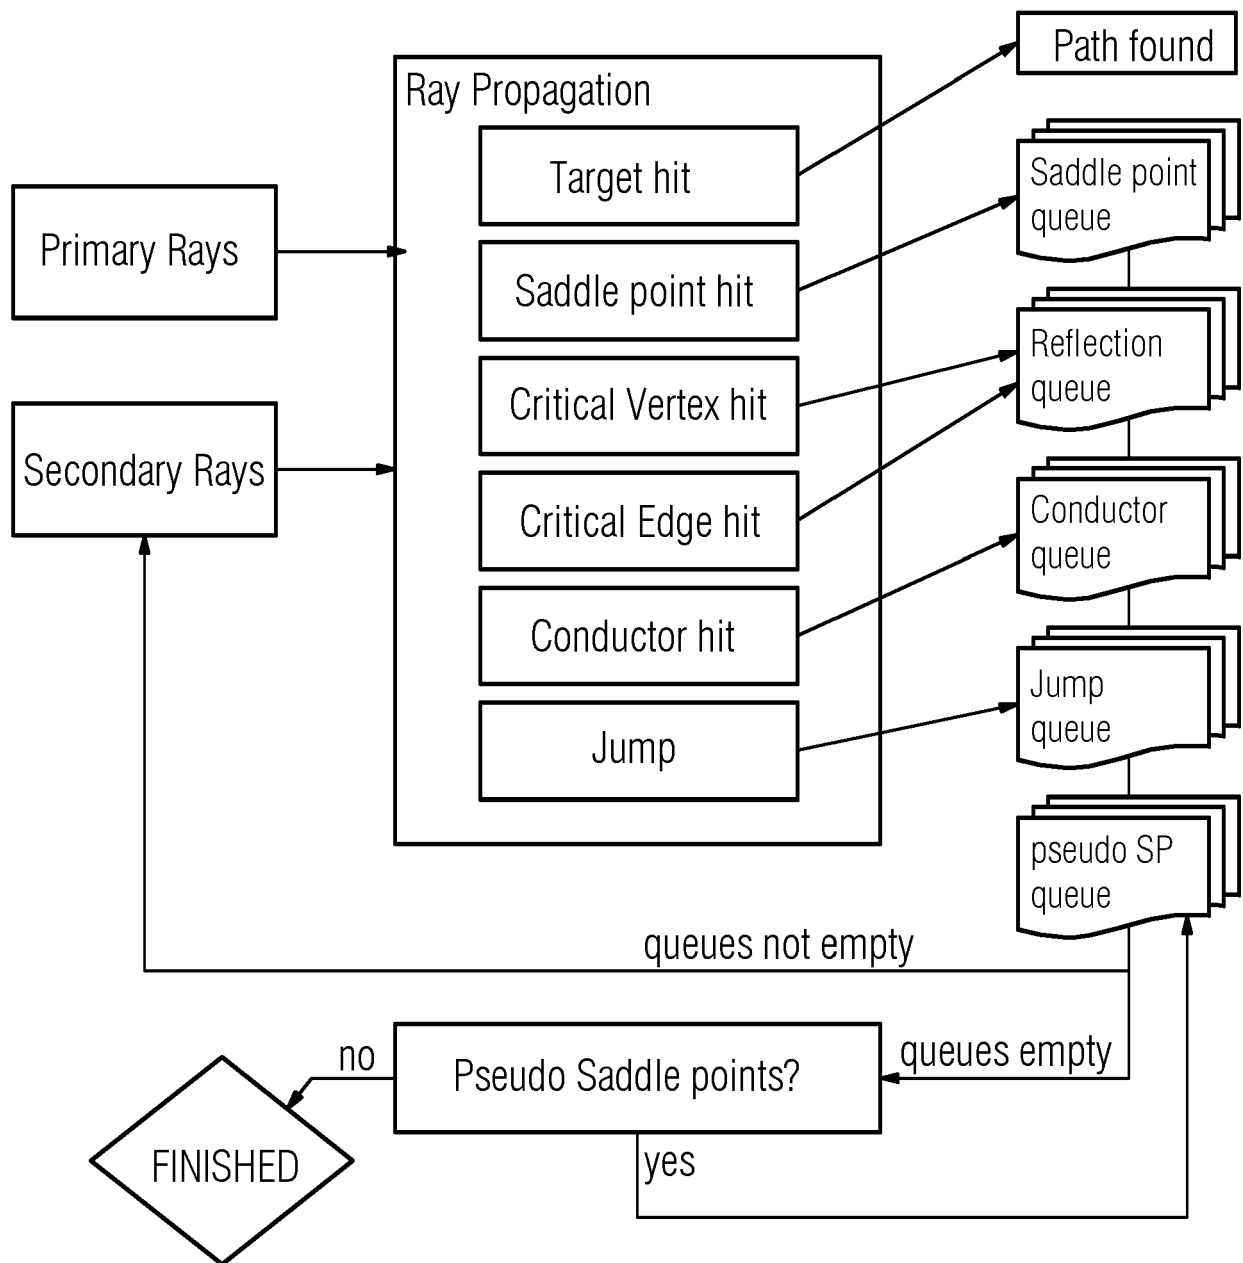 Path found
Ray Propagation
Target hit
Saddle point
queue
Primary Rays
Saddle point hit
Reflection
queue
Critical Vertex hit
Secondary Rays
Critical Edge hit
Conductor
queue
Conductor hit
Jump
queue
Jump
pseudo SP
queue
queues not empty
no
Pseudo Saddle points?
queues empty
FINISHED
yes